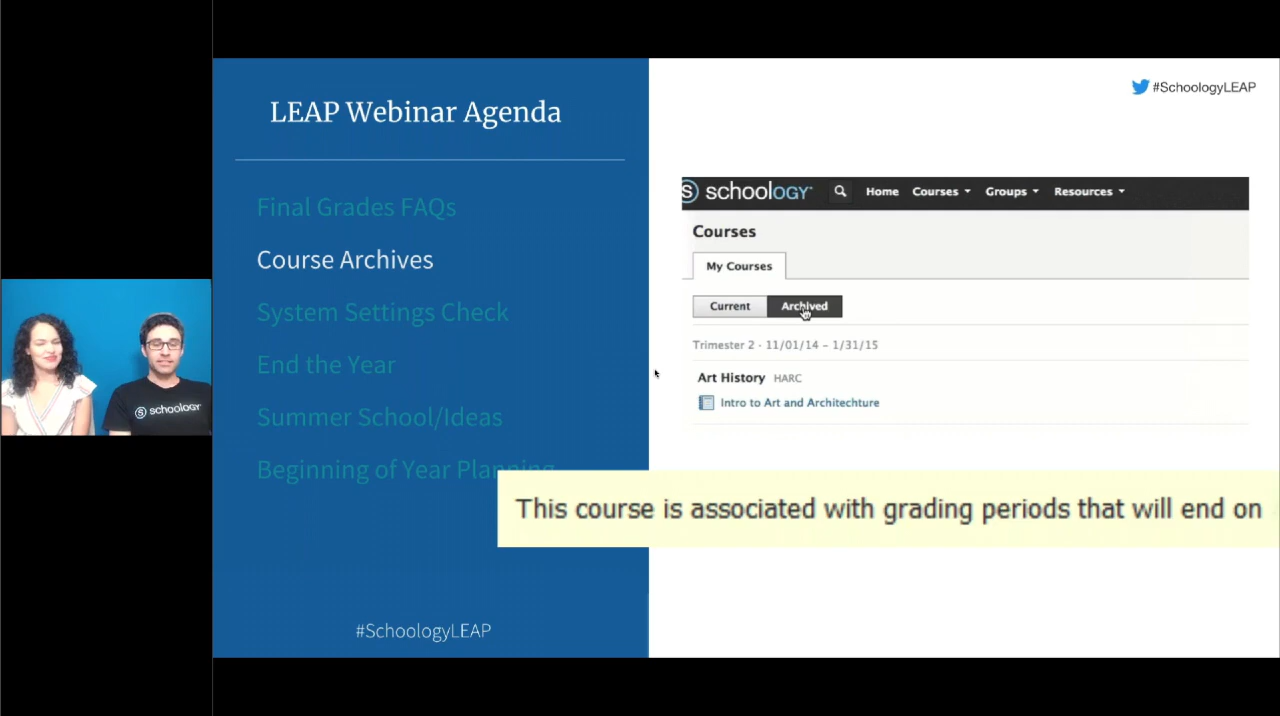 LEAP Webinar Agenda
Final Grades FAQs
Course Archives
System Settings Check
End the Year
Summer School/Ideas
Beginning of Year Planning
#SchoologyLEAP
#SchoologyLEAP
S schoology
Home Courses Groups Resources
Courses
My Courses
Current Archived
Trimester 2 - 11/01/14 – 1/31/15
Art History HARC
Intro to Art and Architechture
This course is associated with grading periods that will end on
S schoology